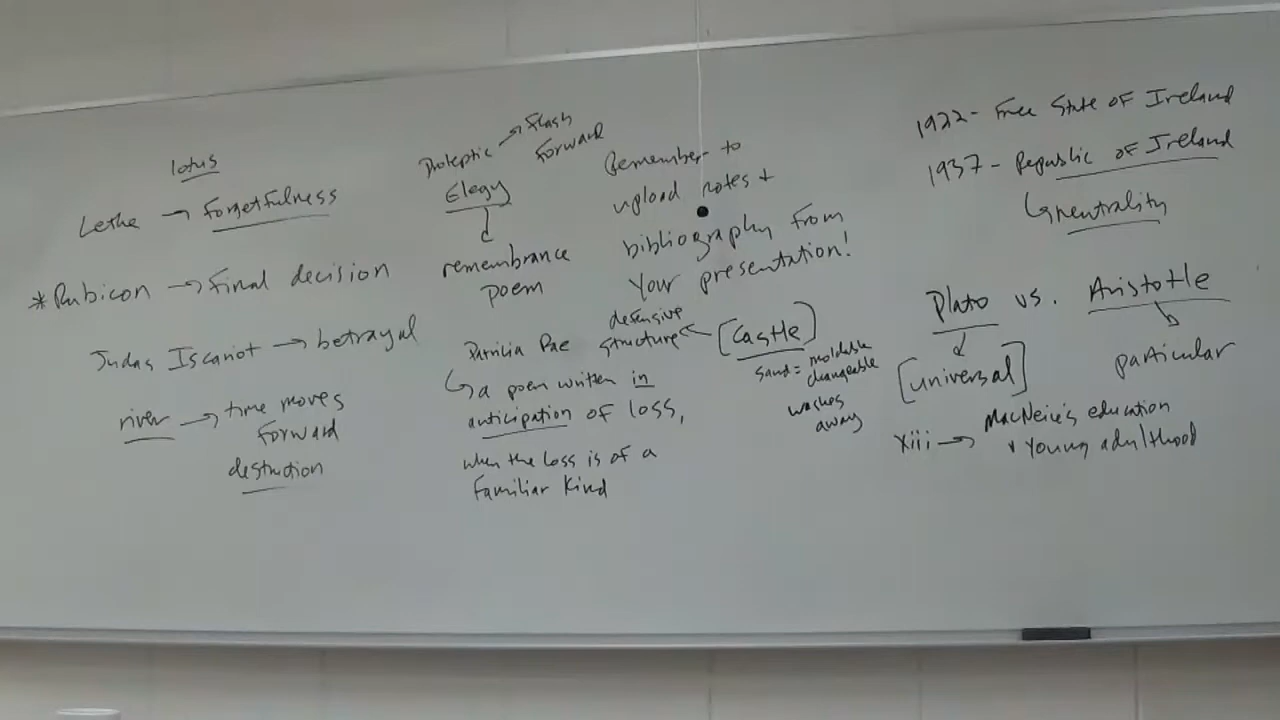 lotus
Lethe → forgetfulness
*Rubicon → final decision
Judas Iscariot → betrayal
river → time moves
forward
destruction
Proleptic → flash
forward
Elegy
remembrance
poem
Patricia Rae
↳ a poem written in
anticipation of loss,
when the loss is of a
familiar kind
Remember to
upload notes +
bibliography from
your presentation!
defensive
structure ← [Castle]
sand = moldable
changeable
washes
away
1922 - Free State of Ireland
1937 - Republic of Ireland
↳ neutrality
Plato vs. Aristotle
[universal]
particular
xiii → MacNeice's education
+ young adulthood